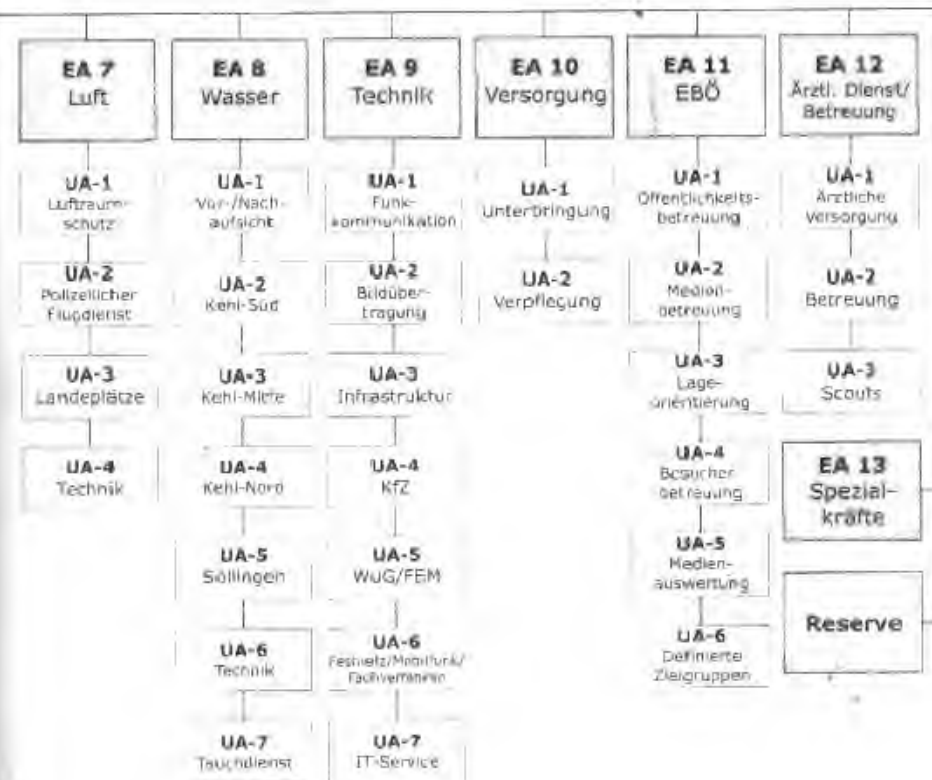 EA 7
Luft
UA-1
Luftraum-
schutz
UA-2
Polizeilicher
Flugdienst
UA-3
Landeplätze
UA-4
Technik
EA 8
Wasser
UA-1
Vor-/Nach-
aufsicht
UA-2
Kehl-Süd
UA-3
Kehl-Mitte
UA-4
Kehl-Nord
UA-5
Söllingen
UA-6
Technik
UA-7
Tauchdienst
EA 9
Technik
UA-1
Funk-
kommunikation
UA-2
Bildüber-
tragung
UA-3
Infrastruktur
UA-4
KfZ
UA-5
WuG/FEM
UA-6
Festnetz/Mobilfunk/
Fachverfahren
UA-7
IT-Service
EA 10
Versorgung
UA-1
Unterbringung
UA-2
Verpflegung
EA 11
EBÖ
UA-1
Öffentlichkeits-
betreuung
UA-2
Medien-
betreuung
UA-3
Lage-
orientierung
UA-4
Besucher
betreuung
UA-5
Medien-
auswertung
UA-6
Definierte
Zielgruppen
EA 12
Ärztl. Dienst/
Betreuung
UA-1
Ärztliche
Versorgung
UA-2
Betreuung
UA-3
Scouts
EA 13
Spezial-
kräfte
Reserve